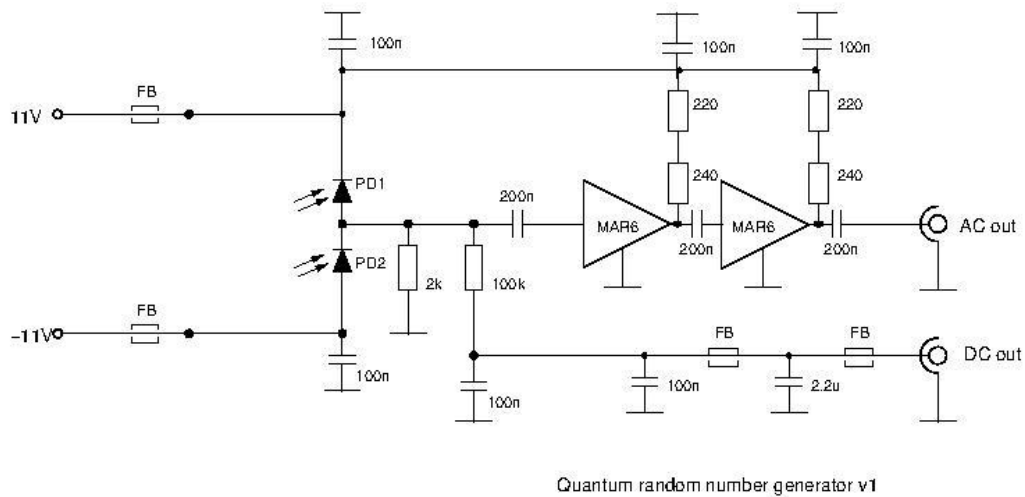 100n
100n
100n
FB
11V
220
220
PD1
240
240
200n
MAR6
MAR6
AC out
200n
200n
PD2
2k
100k
FB
FB
FB
-11V
DC out
100n
100n
100n
2.2u
Quantum random number generator v1